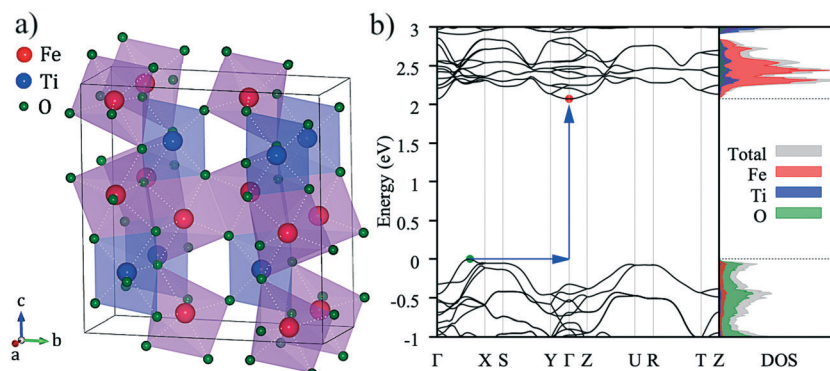 a)
Fe
Ti
O
c
a
b
b)
Energy (eV)
3
2.5
2
1.5
1
0.5
0
-0.5
-1
Γ X S Y Γ Z U R T Z
Total
Fe
Ti
O
DOS